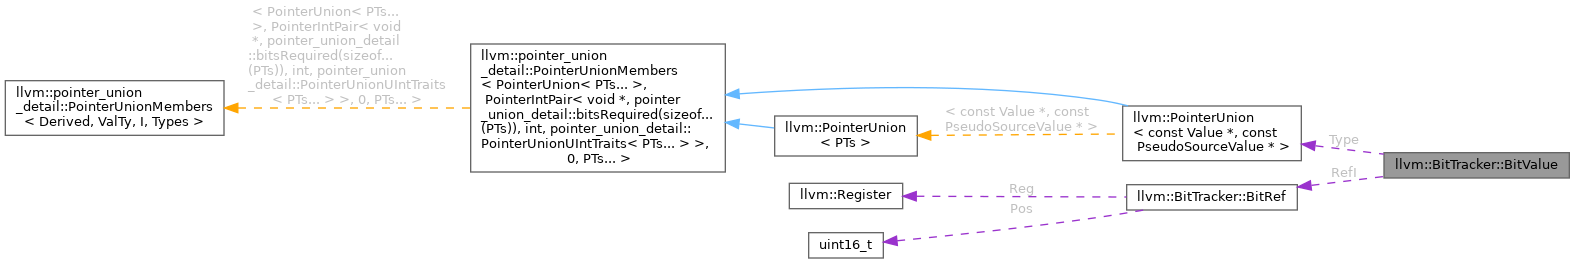 < PointerUnion< PTs...
>, PointerIntPair< void
*, pointer_union_detail
::bitsRequired(sizeof...
(PTs)), int, pointer_union
_detail::PointerUnionUIntTraits
< PTs... > >, 0, PTs... >
llvm::pointer_union
_detail::PointerUnionMembers
< Derived, ValTy, I, Types >
llvm::pointer_union
_detail::PointerUnionMembers
< PointerUnion< PTs... >,
PointerIntPair< void *, pointer
_union_detail::bitsRequired(sizeof...
(PTs)), int, pointer_union_detail::
PointerUnionUIntTraits< PTs... > >,
0, PTs... >
llvm::PointerUnion
< PTs >
< const Value *, const
PseudoSourceValue * >
llvm::PointerUnion
< const Value *, const
PseudoSourceValue * >
Type
llvm::BitTracker::BitValue
RefI
llvm::Register
Reg
llvm::BitTracker::BitRef
Pos
uint16_t